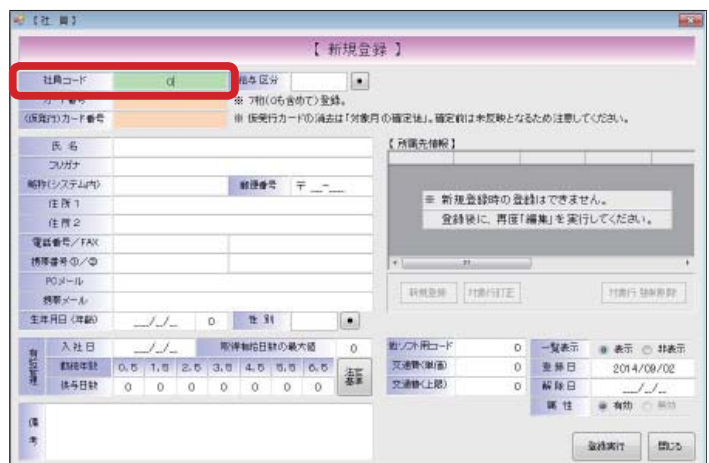 【社 員】
【 新規登録 】
社員コード 0 給与区分
カード番号 ※ 7桁(0も含めて)登録。
(仮発行)カード番号 ※ 仮発行カードの消去は「対象月の確定後」。確定前は未反映となるため注意してください。
氏 名 【 所属先情報 】
フリガナ
略称(システム内) 郵便番号 〒 __-__
※ 新規登録時の登録はできません。
住 所 1
登録後に、再度「編集」を実行してください。
住 所 2
電話番号/FAX
携帯番号①/②
PCメール
新規登録 対象行訂正 対象行 強制削除
携帯メール
生年月日 (年齢) __/_/_ 0 性 別
有給管理
入社日 __/_/_ 取得有給日数の最大値 0
勤続年数 0.5 1.5 2.5 3.5 4.5 5.5 6.5 法定基準
供与日数 0 0 0 0 0 0 0
ソフト用コード 0 一覧表示 表示 非表示
交通費(単価) 0 登録日 2014/09/02
交通費(上限) 0 解除日 __/_/_
属 性 有効 無効
備考
登録実行 閉じる